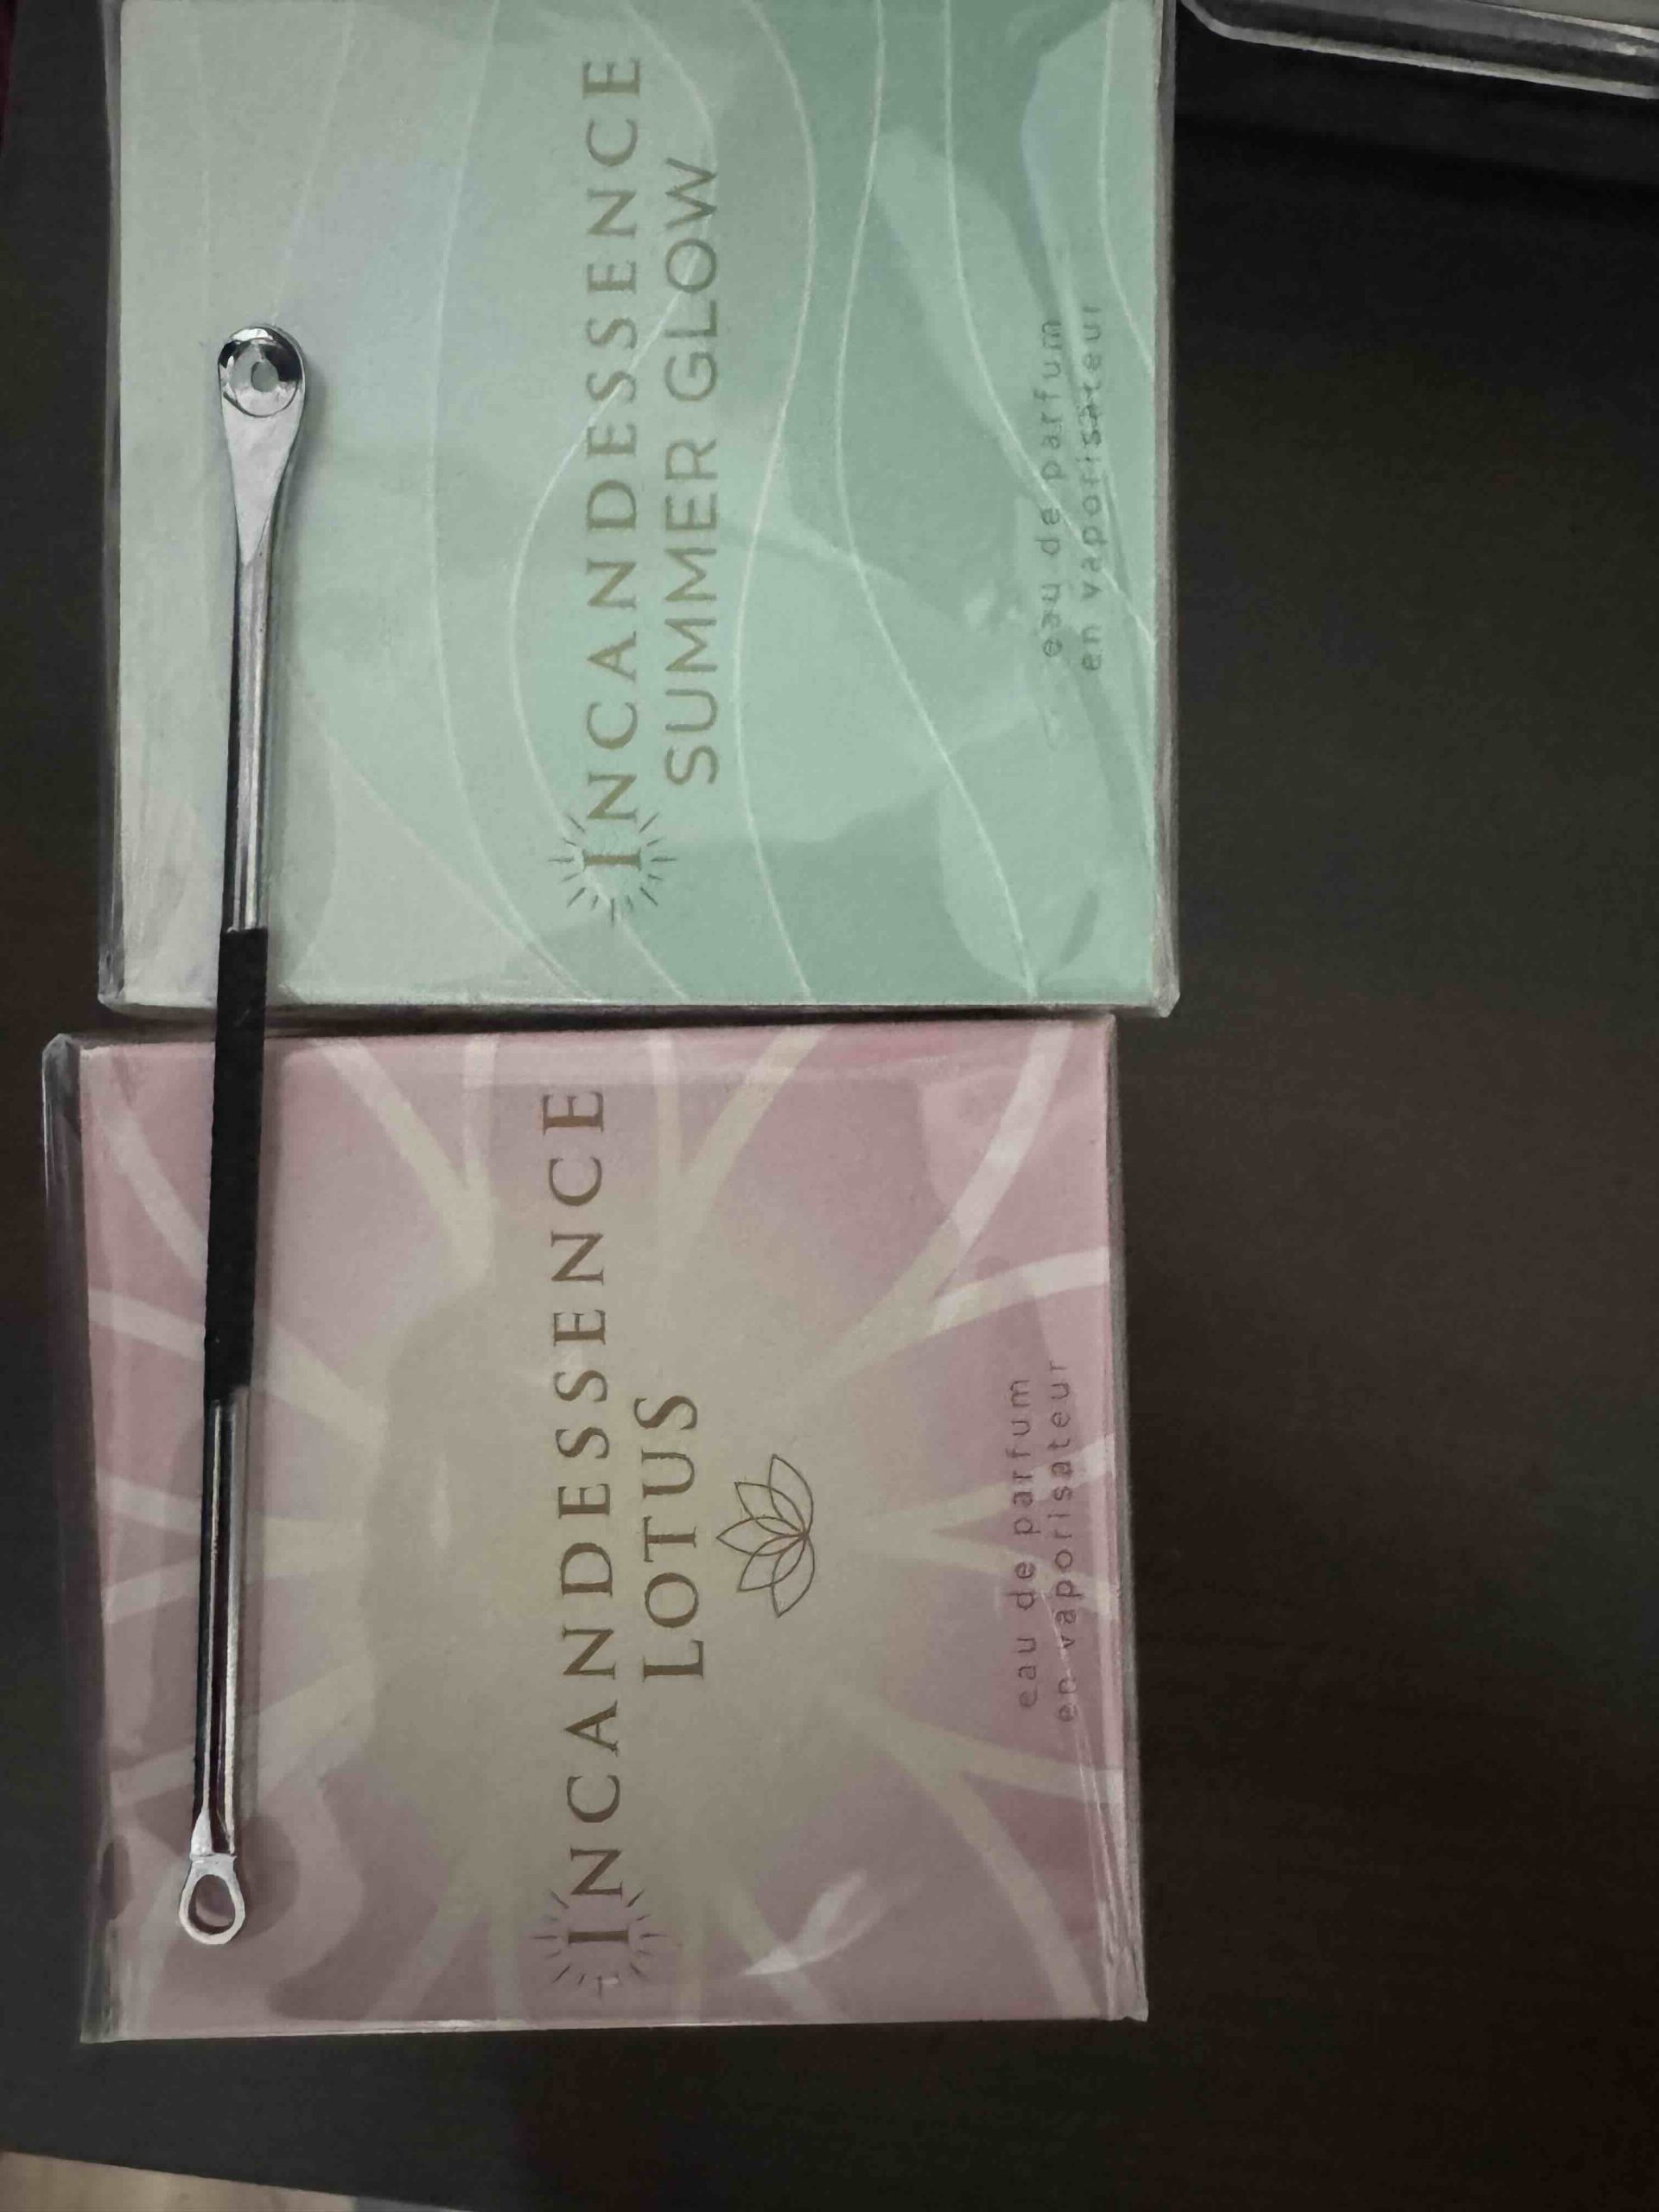 INCANDESSENCE
SUMMER GLOW
eau de parfum
en vaporisateur
INCANDESSENCE
LOTUS
eau de parfum
en vaporisateur